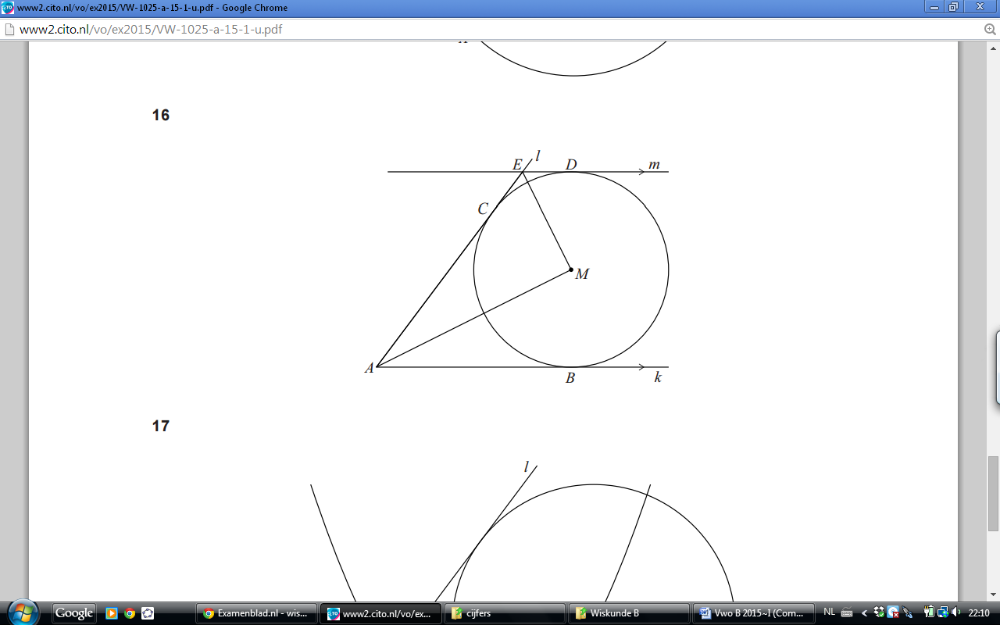 www2.cito.nl/vo/ex2015/VW-1025-a-15-1-u.pdf - Google Chrome
www2.cito.nl/vo/ex2015/VW-1025-a-15-1-u.pdf
16
E l D m
C
M
A B k
17
l
Google Examenblad.nl - wis... www2.cito.nl/vo/ex... cijfers Wiskunde B Vwo B 2015~I (Com... NL 22:10